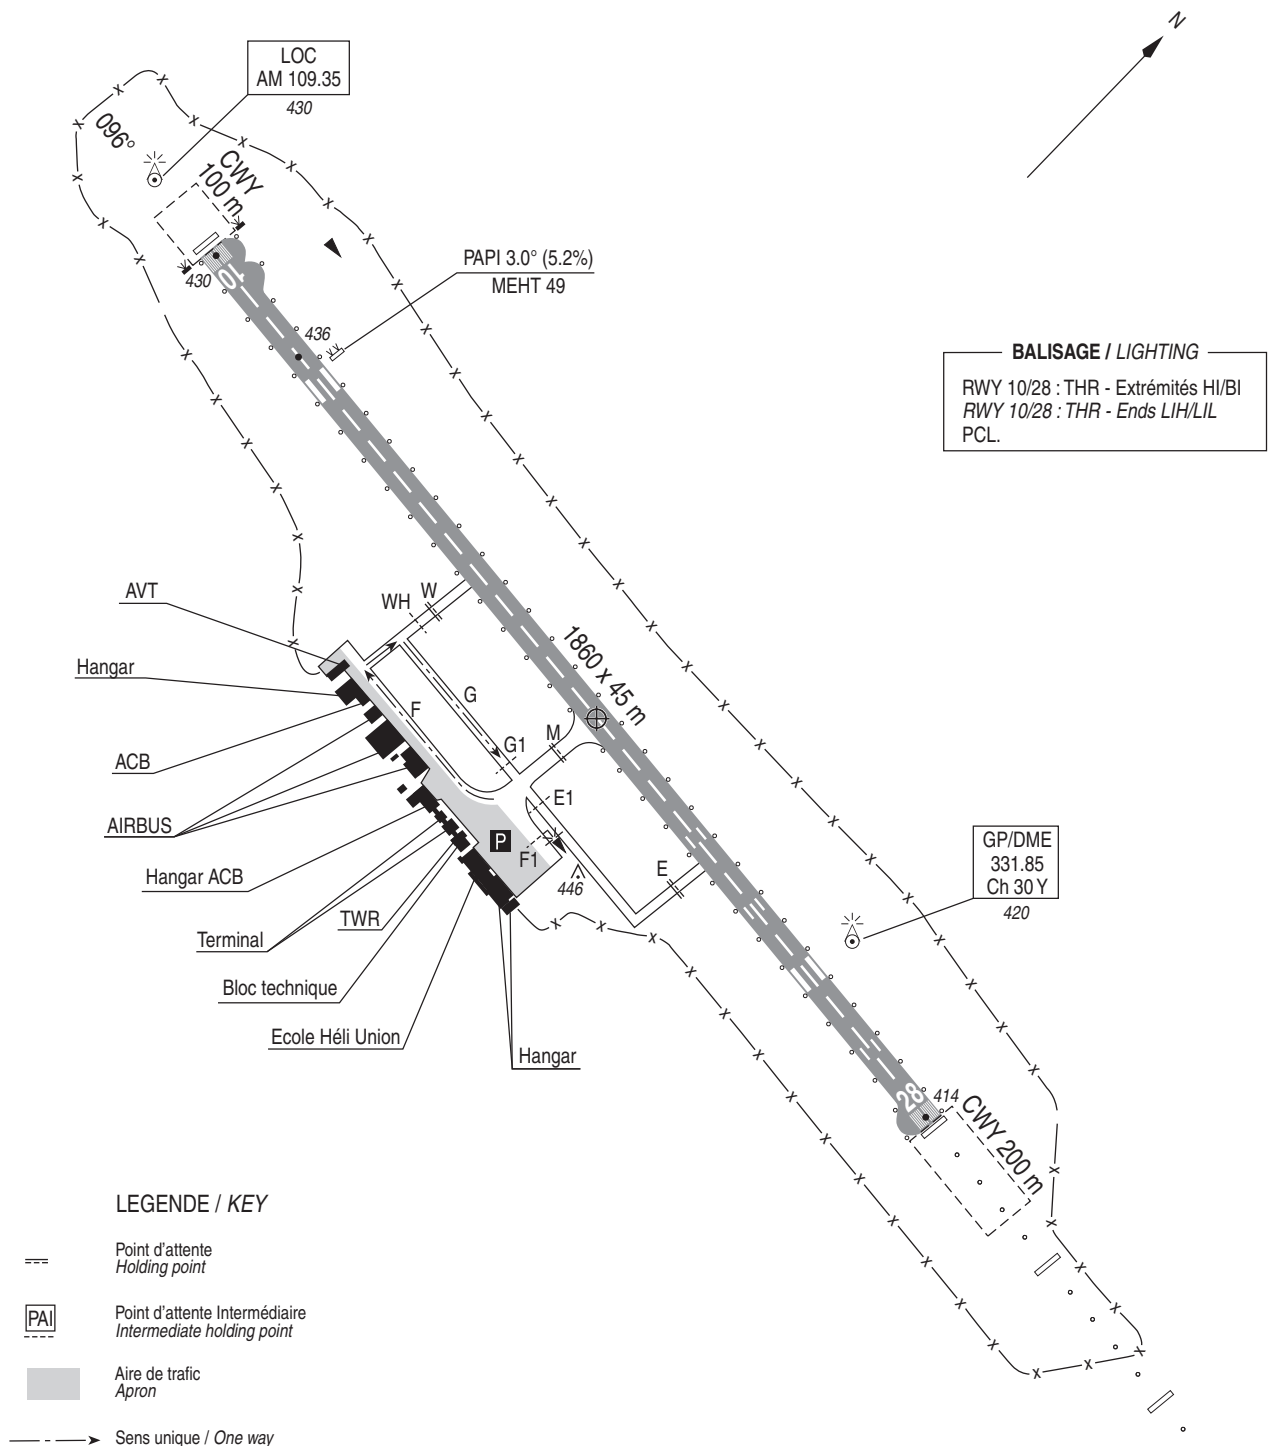 N
LOC
AM 109.35
430
096°
CWY
100 m
430
10
PAPI 3.0° (5.2%)
MEHT 49
436
BALISAGE / LIGHTING
RWY 10/28 : THR - Extrémités HI/BI
RWY 10/28 : THR - Ends LIH/LIL
PCL.
AVT
WH
W
Hangar
1860 x 45 m
G
F
G1
M
ACB
E1
AIRBUS
P
F1
E
446
Hangar ACB
GP/DME
331.85
Ch 30 Y
420
TWR
Terminal
Bloc technique
Ecole Héli Union
Hangar
28
414
CWY 200 m
LEGENDE / KEY
Point d'attente
Holding point
PAI
Point d'attente Intermédiaire
Intermediate holding point
Aire de trafic
Apron
Sens unique / One way